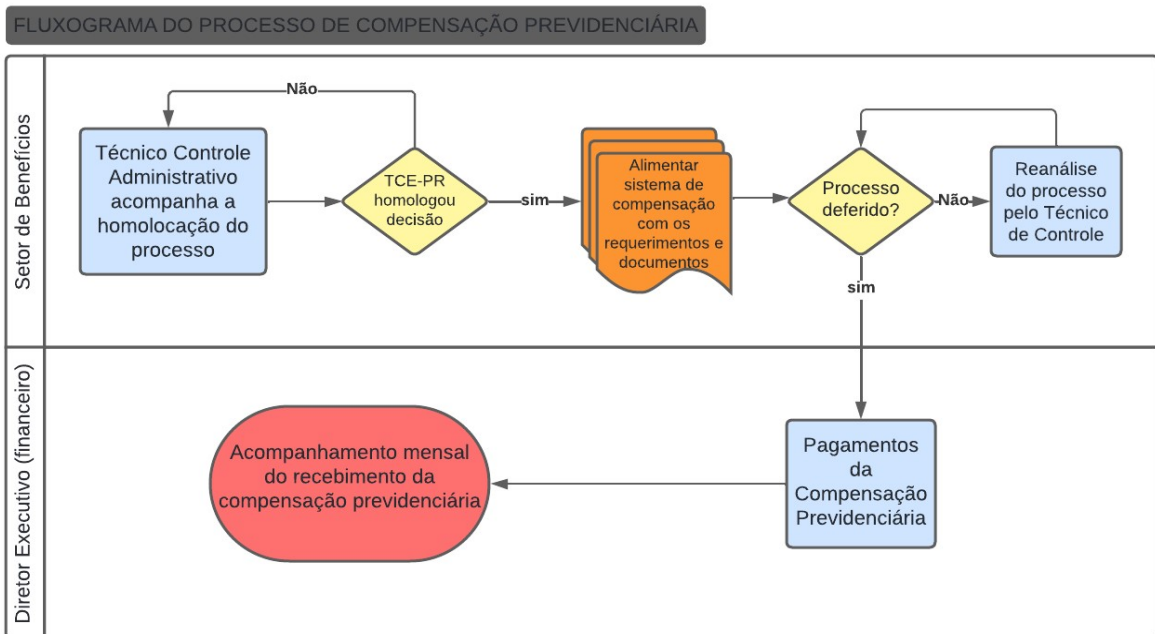 FLUXOGRAMA DO PROCESSO DE COMPENSAÇÃO PREVIDENCIÁRIA
Setor de Benefícios
Não
Técnico Controle
Administrativo
acompanha a
homolocação do
processo
TCE-PR
homologou
decisão
sim
Alimentar
sistema de
compensação
com os
requerimentos e
documentos
Processo
deferido?
Não
Reanálise
do processo
pelo Técnico
de Controle
sim
Diretor Executivo (financeiro)
Acompanhamento mensal
do recebimento da
compensação previdenciária
Pagamentos
da
Compensação
Previdenciária